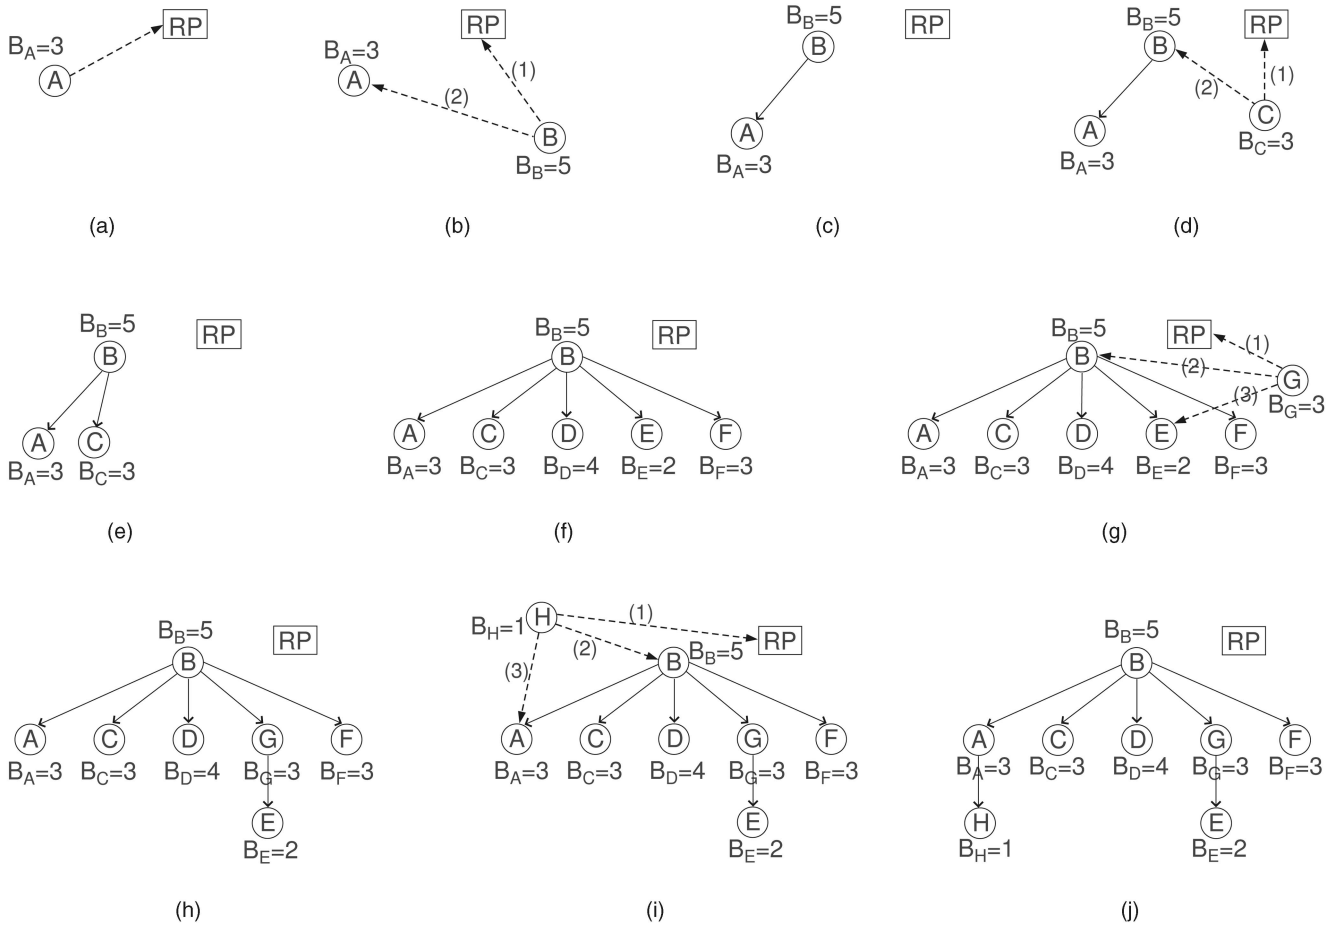 RP
B_A=3
A
(a)
RP
B_A=3
A
(1)
(2)
B
B_B=5
(b)
B_B=5
B
RP
A
B_A=3
(c)
B_B=5
B
RP
(1)
(2)
C
B_C=3
A
B_A=3
(d)
B_B=5
B
RP
A C
B_A=3 B_C=3
(e)
B_B=5
B
RP
A C D E F
B_A=3 B_C=3 B_D=4 B_E=2 B_F=3
(f)
B_B=5
B
RP
(1)
(2)
(3)
G
B_G=3
A C D E F
B_A=3 B_C=3 B_D=4 B_E=2 B_F=3
(g)
B_B=5
B
RP
A C D G F
B_A=3 B_C=3 B_D=4 B_G=3 B_F=3
E
B_E=2
(h)
B_H=1
H
(1)
(2)
(3)
RP
B
B_B=5
A C D G F
B_A=3 B_C=3 B_D=4 B_G=3 B_F=3
E
B_E=2
(i)
B_B=5
B
RP
A C D G F
B_A=3 B_C=3 B_D=4 B_G=3 B_F=3
H E
B_H=1 B_E=2
(j)